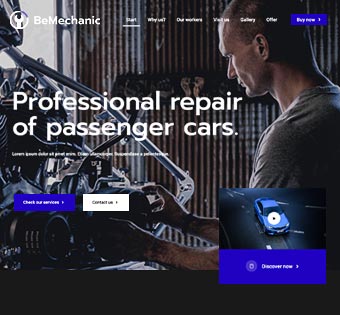 BeMechanic
Start Why us? Our workers Visit us Gallery Offer Buy now
Professional repair
of passenger cars.
Lorem ipsum dolor sit amet enim. Etiam ullamcorper. Suspendisse a pellentesque.
Check our services
Contact us
Discover now